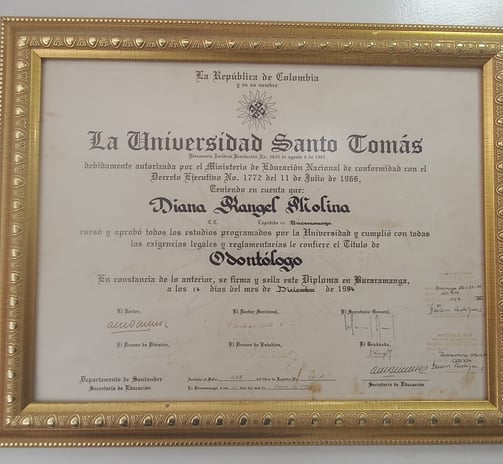 La República de Colombia
y en su nombre
La Universidad Santo Tomás
debidamente autorizada por el Ministerio de Educación Nacional de conformidad con el
Decreto Ejecutivo No. 1772 del 11 de Julio de 1966,
Teniendo en cuenta que:
Diana Rangel Molina
Expedida en Bucaramanga
cursó y aprobó todos los estudios programados por la Universidad y cumplió con todas
las exigencias legales y reglamentarias le confiere el Título de
Odontólogo
En constancia de lo anterior, se firma y sella este Diploma en Bucaramanga,
a los días del mes de Diciembre de
El Rector, El Rector Seccional, El Secretario General,
El Decano de División, El Decano de Estudios, El Graduado,
Departamento de Santander
Secretaría de Educación
Secretario de Educación